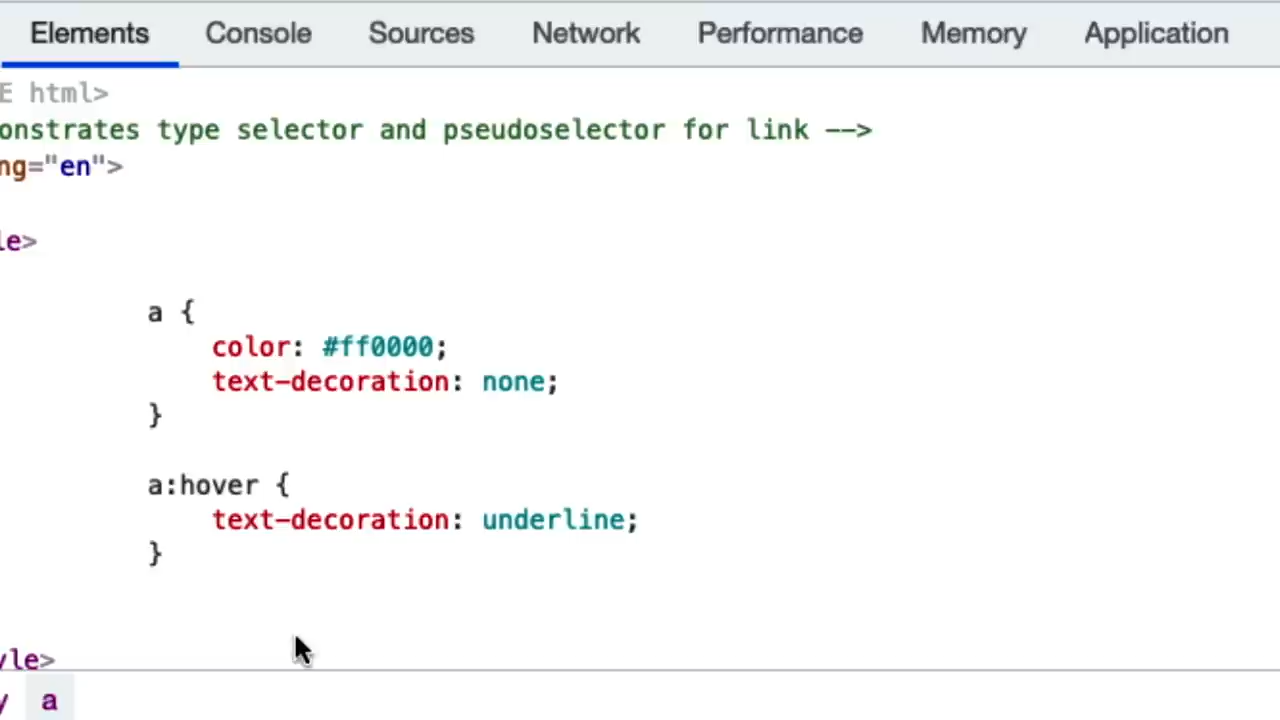 Elements Console Sources Network Performance Memory Application
E html>
onstrates type selector and pseudoselector for link -->
ng="en">
le>
a {
color: #ff0000;
text-decoration: none;
}
a:hover {
text-decoration: underline;
}
yle>
y a